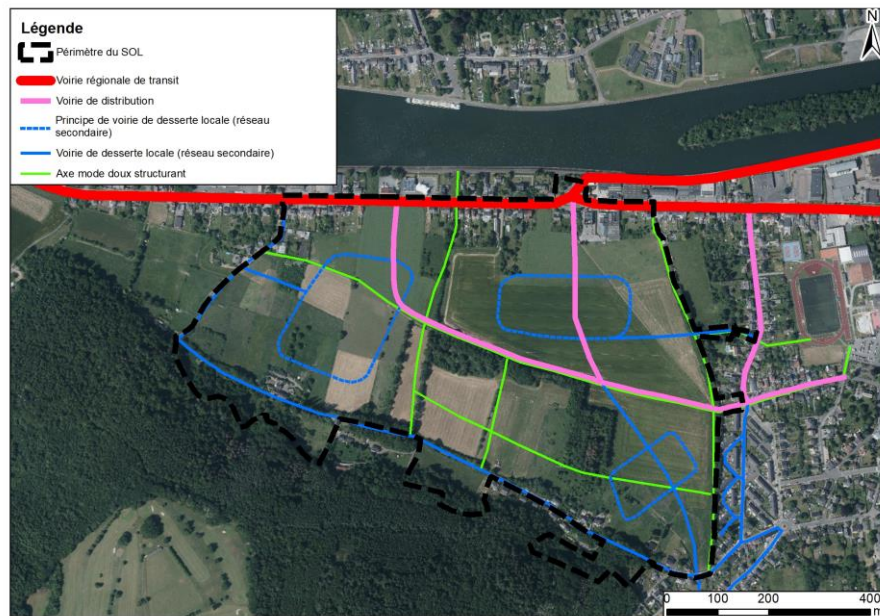 Légende
Périmètre du SOL
Voirie régionale de transit
Voirie de distribution
Principe de voirie de desserte locale (réseau
secondaire)
Voirie de desserte locale (réseau secondaire)
Axe mode doux structurant
N
0 100 200 400
m